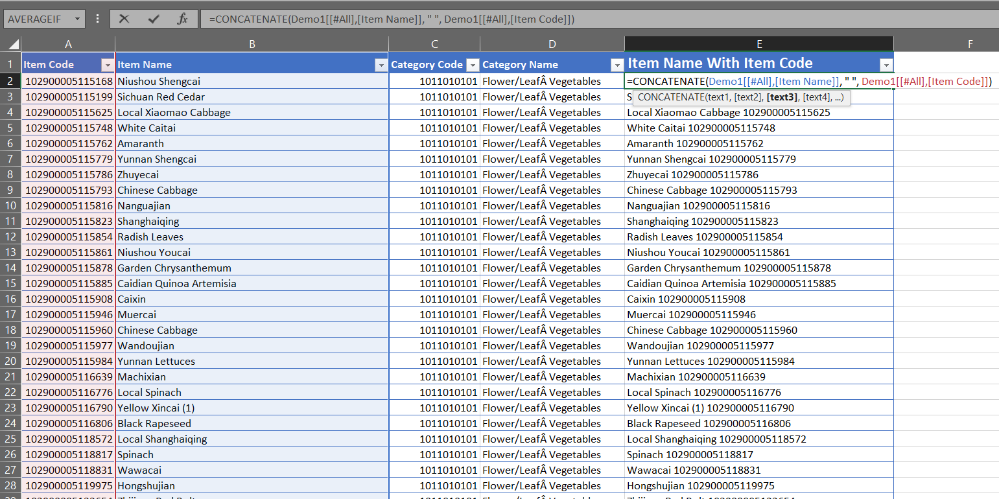 AVERAGEIF =CONCATENATE(Demo1[[#All],[Item Name]], " ", Demo1[[#All],[Item Code]])
A B C D E F
1 Item Code Item Name Category Code Category Name Item Name With Item Code
2 102900005115168 Niushou Shengcai 1011010101 Flower/LeafÂ Vegetables =CONCATENATE(Demo1[[#All],[Item Name]], " ", Demo1[[#All],[Item Code]])
3 102900005115199 Sichuan Red Cedar 1011010101 Flower/LeafÂ Vegetables S CONCATENATE(text1, [text2], [text3], [text4], ...)
4 102900005115625 Local Xiaomao Cabbage 1011010101 Flower/LeafÂ Vegetables Local Xiaomao Cabbage 102900005115625
5 102900005115748 White Caitai 1011010101 Flower/LeafÂ Vegetables White Caitai 102900005115748
6 102900005115762 Amaranth 1011010101 Flower/LeafÂ Vegetables Amaranth 102900005115762
7 102900005115779 Yunnan Shengcai 1011010101 Flower/LeafÂ Vegetables Yunnan Shengcai 102900005115779
8 102900005115786 Zhuyecai 1011010101 Flower/LeafÂ Vegetables Zhuyecai 102900005115786
9 102900005115793 Chinese Cabbage 1011010101 Flower/LeafÂ Vegetables Chinese Cabbage 102900005115793
10 102900005115816 Nanguajian 1011010101 Flower/LeafÂ Vegetables Nanguajian 102900005115816
11 102900005115823 Shanghaiqing 1011010101 Flower/LeafÂ Vegetables Shanghaiqing 102900005115823
12 102900005115854 Radish Leaves 1011010101 Flower/LeafÂ Vegetables Radish Leaves 102900005115854
13 102900005115861 Niushou Youcai 1011010101 Flower/LeafÂ Vegetables Niushou Youcai 102900005115861
14 102900005115878 Garden Chrysanthemum 1011010101 Flower/LeafÂ Vegetables Garden Chrysanthemum 102900005115878
15 102900005115885 Caidian Quinoa Artemisia 1011010101 Flower/LeafÂ Vegetables Caidian Quinoa Artemisia 102900005115885
16 102900005115908 Caixin 1011010101 Flower/LeafÂ Vegetables Caixin 102900005115908
17 102900005115946 Muercai 1011010101 Flower/LeafÂ Vegetables Muercai 102900005115946
18 102900005115960 Chinese Cabbage 1011010101 Flower/LeafÂ Vegetables Chinese Cabbage 102900005115960
19 102900005115977 Wandoujian 1011010101 Flower/LeafÂ Vegetables Wandoujian 102900005115977
20 102900005115984 Yunnan Lettuces 1011010101 Flower/LeafÂ Vegetables Yunnan Lettuces 102900005115984
21 102900005116639 Machixian 1011010101 Flower/LeafÂ Vegetables Machixian 102900005116639
22 102900005116776 Local Spinach 1011010101 Flower/LeafÂ Vegetables Local Spinach 102900005116776
23 102900005116790 Yellow Xincai (1) 1011010101 Flower/LeafÂ Vegetables Yellow Xincai (1) 102900005116790
24 102900005116806 Black Rapeseed 1011010101 Flower/LeafÂ Vegetables Black Rapeseed 102900005116806
25 102900005118572 Local Shanghaiqing 1011010101 Flower/LeafÂ Vegetables Local Shanghaiqing 102900005118572
26 102900005118817 Spinach 1011010101 Flower/LeafÂ Vegetables Spinach 102900005118817
27 102900005118831 Wawacai 1011010101 Flower/LeafÂ Vegetables Wawacai 102900005118831
28 102900005119975 Hongshujian 1011010101 Flower/LeafÂ Vegetables Hongshujian 102900005119975